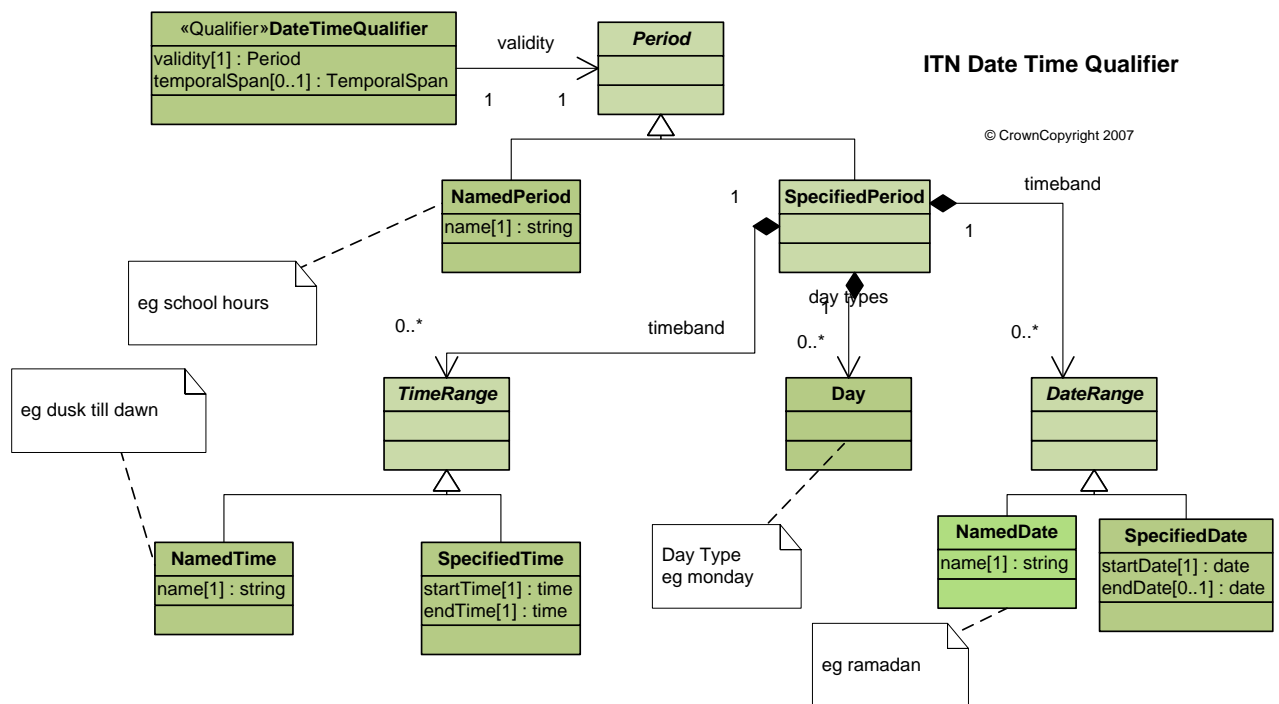 «Qualifier»DateTimeQualifier
validity[1] : Period
temporalSpan[0..1] : TemporalSpan
validity
1
1
Period
ITN Date Time Qualifier
© CrownCopyright 2007
NamedPeriod
name[1] : string
1
SpecifiedPeriod
timeband
1
eg school hours
day types
1
0..*
timeband
0..*
0..*
eg dusk till dawn
TimeRange
Day
DateRange
NamedTime
name[1] : string
SpecifiedTime
startTime[1] : time
endTime[1] : time
Day Type
eg monday
NamedDate
name[1] : string
SpecifiedDate
startDate[1] : date
endDate[0..1] : date
eg ramadan